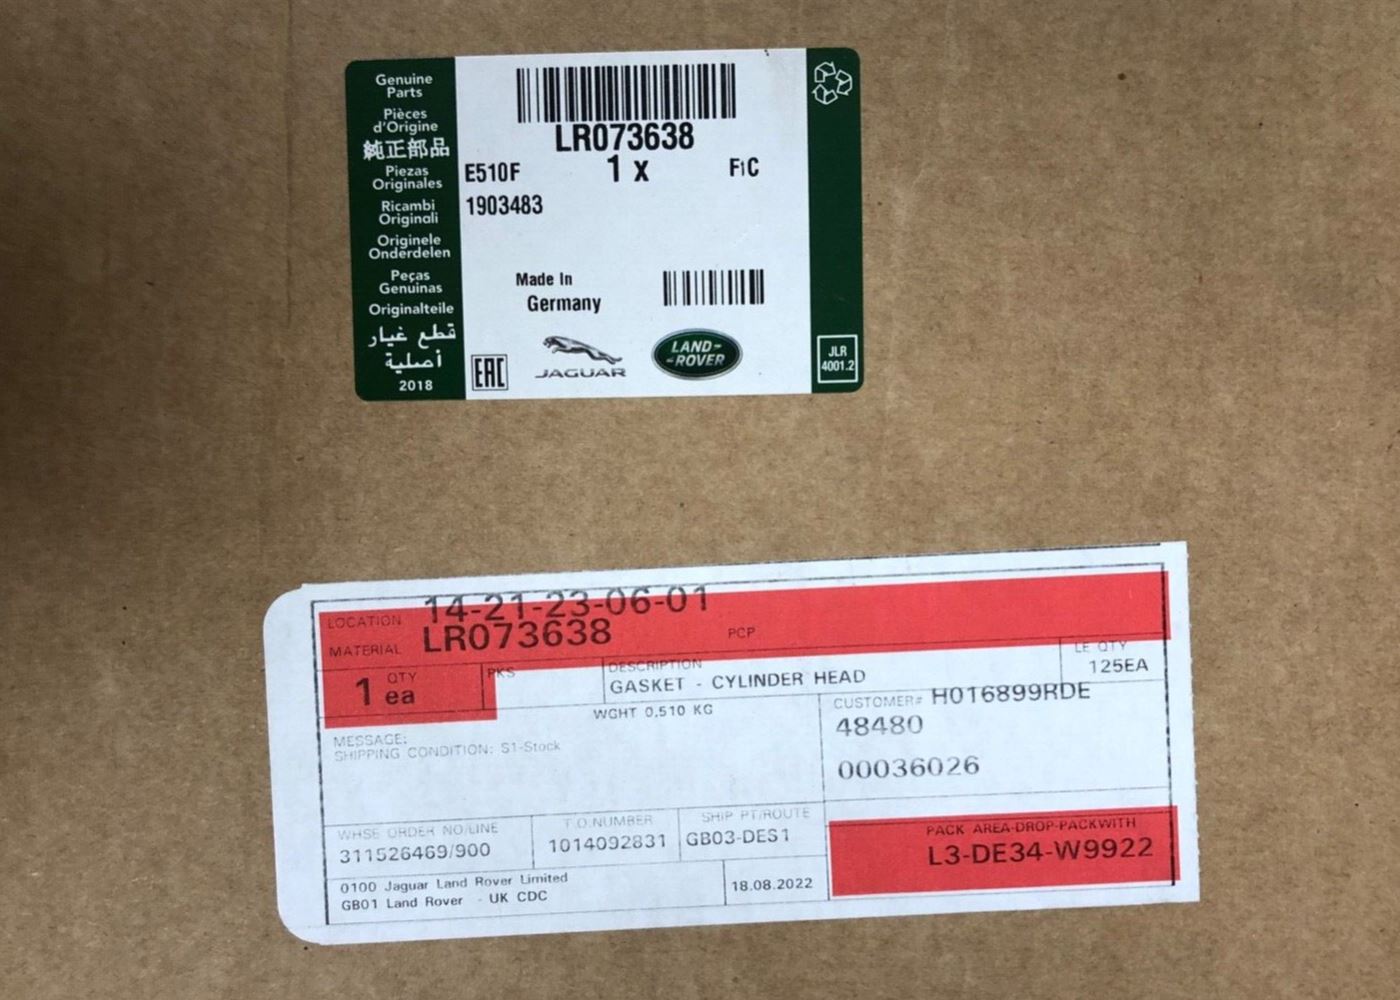 Genuine
Parts
Pièces
d'Origine
純正部品
Piezas
Originales
Ricambi
Originali
Originele
Onderdelen
Peças
Genuinas
Originalteile
قطع غيار
أصلية
2018
LR073638
E510F 1 x FiC
1903483
Made In
Germany
EAC
JAGUAR
LAND-
-ROVER
JLR
4001.2
LOCATION 14-21-23-06-01
MATERIAL LR073638 PCP
QTY
1 ea
PKS
DESCRIPTION
GASKET - CYLINDER HEAD
LE QTY
125EA
WGHT 0.510 KG
CUSTOMER# H016899RDE
48480
00036026
MESSAGE:
SHIPPING CONDITION: S1-Stock
WHSE ORDER NO/LINE
311526469/900
T.O.NUMBER
1014092831
SHIP PT/ROUTE
GB03-DES1
PACK AREA-DROP-PACKWITH
L3-DE34-W9922
0100 Jaguar Land Rover Limited
GB01 Land Rover - UK CDC
18.08.2022